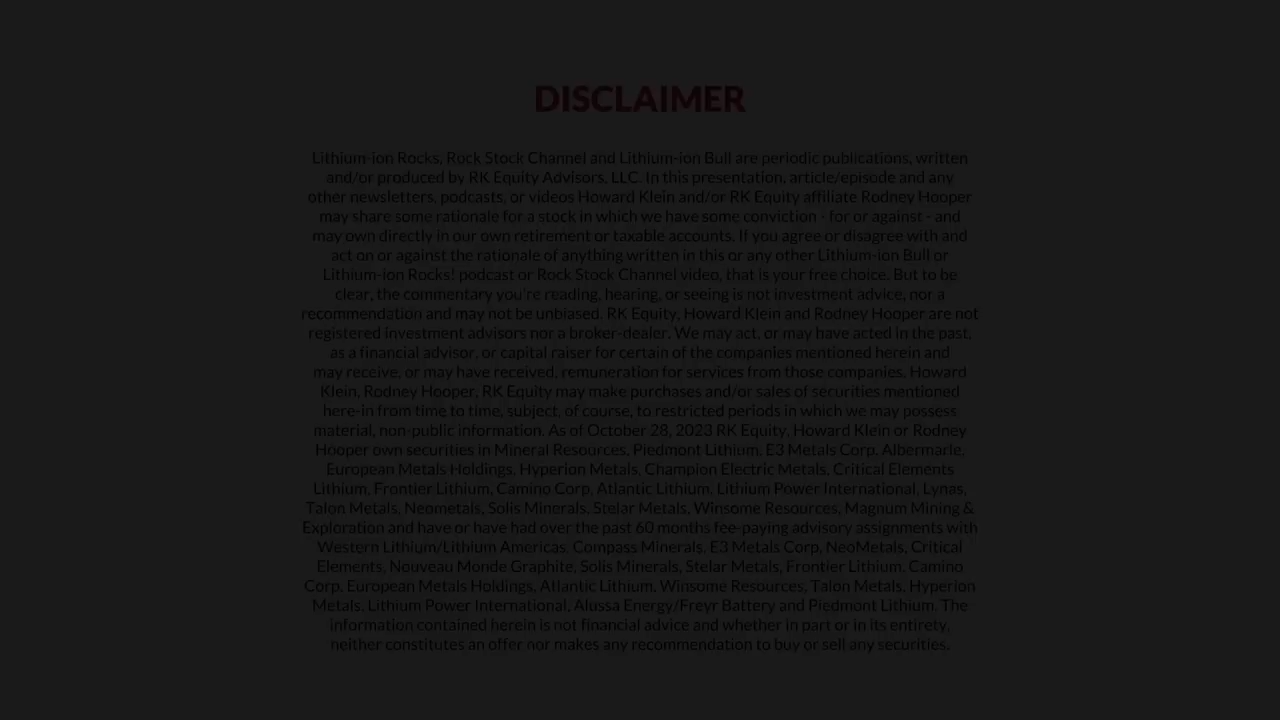 DISCLAIMER
Lithium-ion Rocks, Rock Stock Channel and Lithium-ion Bull are periodic publications, written
and/or produced by RK Equity Advisors, LLC. In this presentation, article/episode and any
other newsletters, podcasts, or videos Howard Klein and/or RK Equity affiliate Rodney Hooper
may share some rationale for a stock in which we have some conviction - for or against - and
may own directly in our own retirement or taxable accounts. If you agree or disagree with and
act on or against the rationale of anything written in this or any other Lithium-ion Bull or
Lithium-ion Rocks! podcast or Rock Stock Channel video, that is your free choice. But to be
clear, the commentary you're reading, hearing, or seeing is not investment advice, nor a
recommendation and may not be unbiased. RK Equity, Howard Klein and Rodney Hooper are not
registered investment advisors nor a broker-dealer. We may act, or may have acted in the past,
as a financial advisor, or capital raiser for certain of the companies mentioned herein and
may receive, or may have received, remuneration for services from those companies. Howard
Klein, Rodney Hooper, RK Equity may make purchases and/or sales of securities mentioned
here-in from time to time, subject, of course, to restricted periods in which we may possess
material, non-public information. As of October 28, 2023 RK Equity, Howard Klein or Rodney
Hooper own securities in Mineral Resources, Piedmont Lithium, E3 Metals Corp, Albermarle,
European Metals Holdings, Hyperion Metals, Champion Electric Metals, Critical Elements
Lithium, Frontier Lithium, Camino Corp, Atlantic Lithium, Lithium Power International, Lynas,
Talon Metals, Neometals, Solis Minerals, Stelar Metals, Winsome Resources, Magnum Mining &
Exploration and have or have had over the past 60 months fee-paying advisory assignments with
Western Lithium/Lithium Americas, Compass Minerals, E3 Metals Corp, NeoMetals, Critical
Elements, Nouveau Monde Graphite, Solis Minerals, Stelar Metals, Frontier Lithium, Camino
Corp, European Metals Holdings, Atlantic Lithium, Winsome Resources, Talon Metals, Hyperion
Metals, Lithium Power International, Alussa Energy/Freyr Battery and Piedmont Lithium. The
information contained herein is not financial advice and whether in part or in its entirety,
neither constitutes an offer nor makes any recommendation to buy or sell any securities.